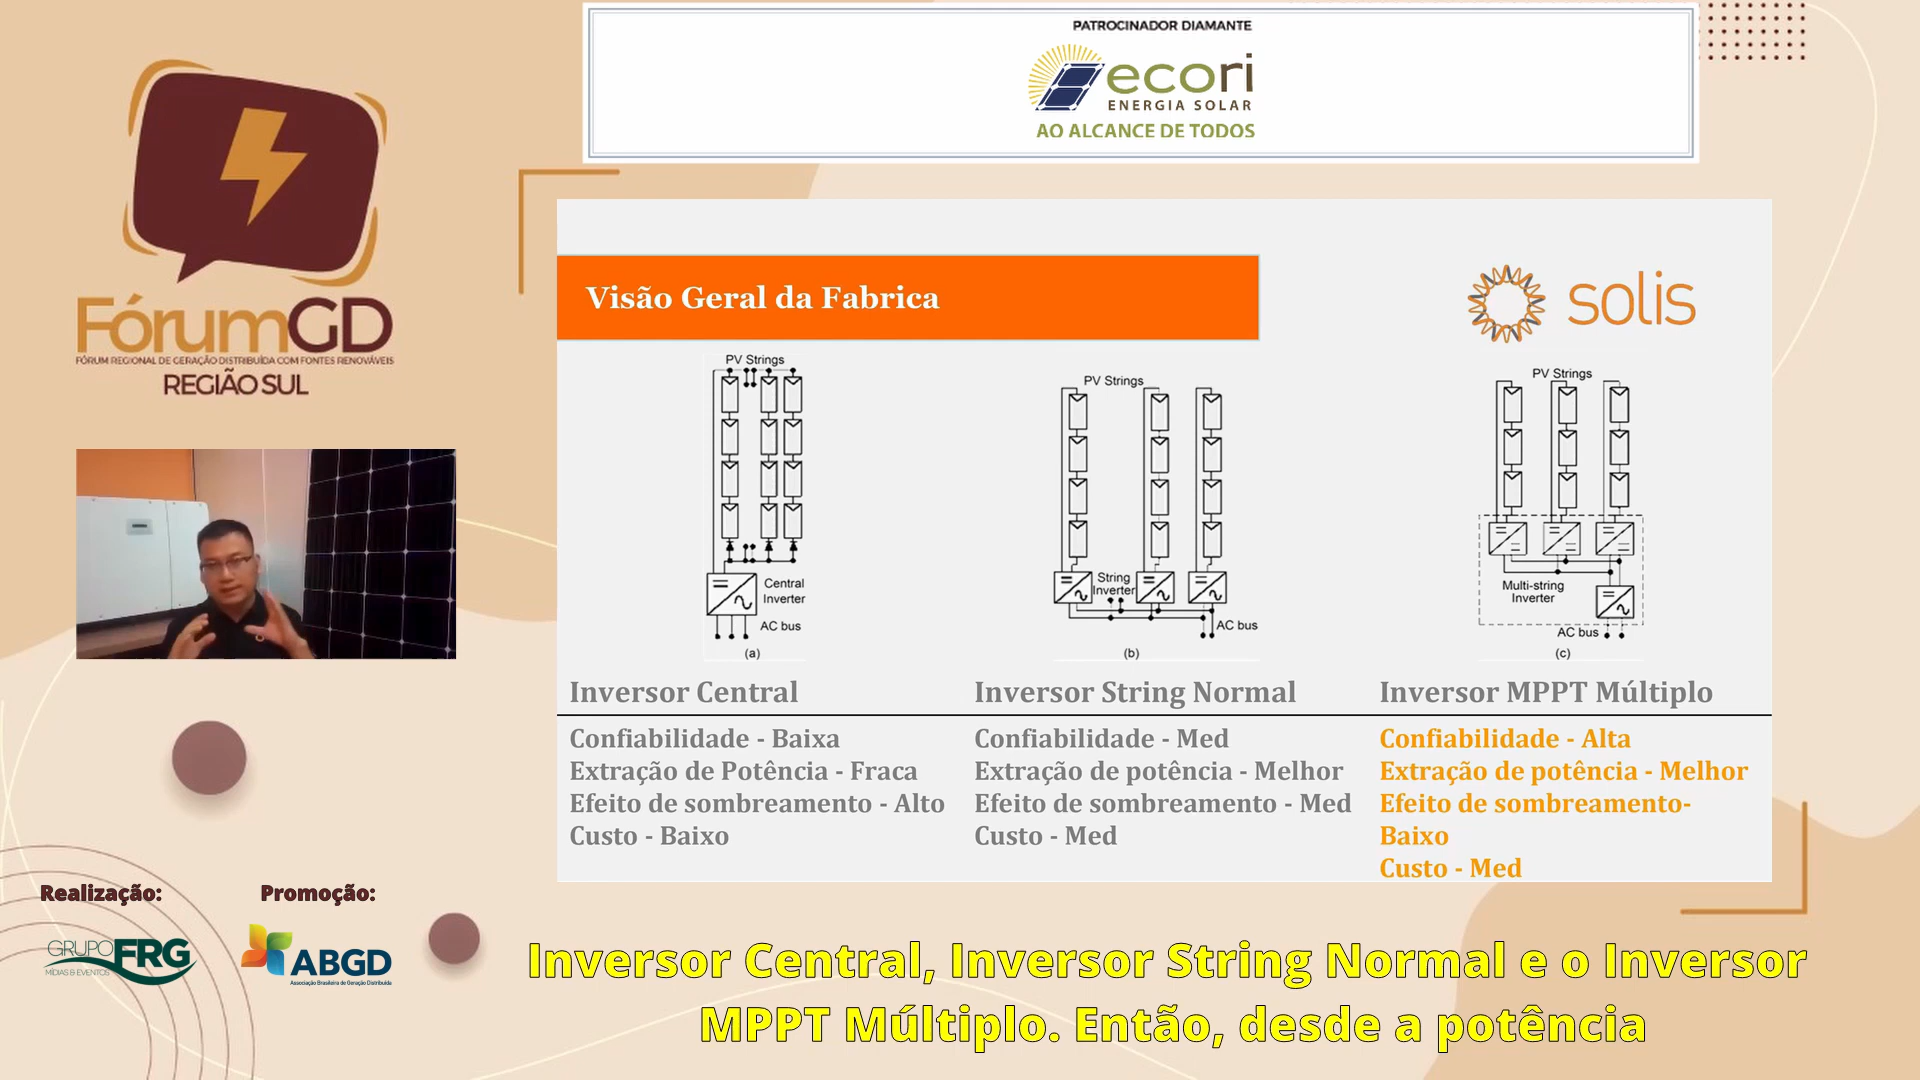 PATROCINADOR DIAMANTE
ecori
ENERGIA SOLAR
AO ALCANCE DE TODOS
FórumGD
FÓRUM REGIONAL DE GERAÇÃO DISTRIBUÍDA COM FONTES RENOVÁVEIS
REGIÃO SUL
Visão Geral da Fabrica
solis
PV Strings
Central
Inverter
AC bus
(a)
PV Strings
String
Inverter
AC bus
(b)
PV Strings
Multi-string
Inverter
AC bus
(c)
Inversor Central
Confiabilidade - Baixa
Extração de Potência - Fraca
Efeito de sombreamento - Alto
Custo - Baixo
Inversor String Normal
Confiabilidade - Med
Extração de potência - Melhor
Efeito de sombreamento - Med
Custo - Med
Inversor MPPT Múltiplo
Confiabilidade - Alta
Extração de potência - Melhor
Efeito de sombreamento-
Baixo
Custo - Med
Realização:
GRUPO FRG
MÍDIAS & EVENTOS
Promoção:
ABGD
Associação Brasileira de Geração Distribuída
Inversor Central, Inversor String Normal e o Inversor
MPPT Múltiplo. Então, desde a potência